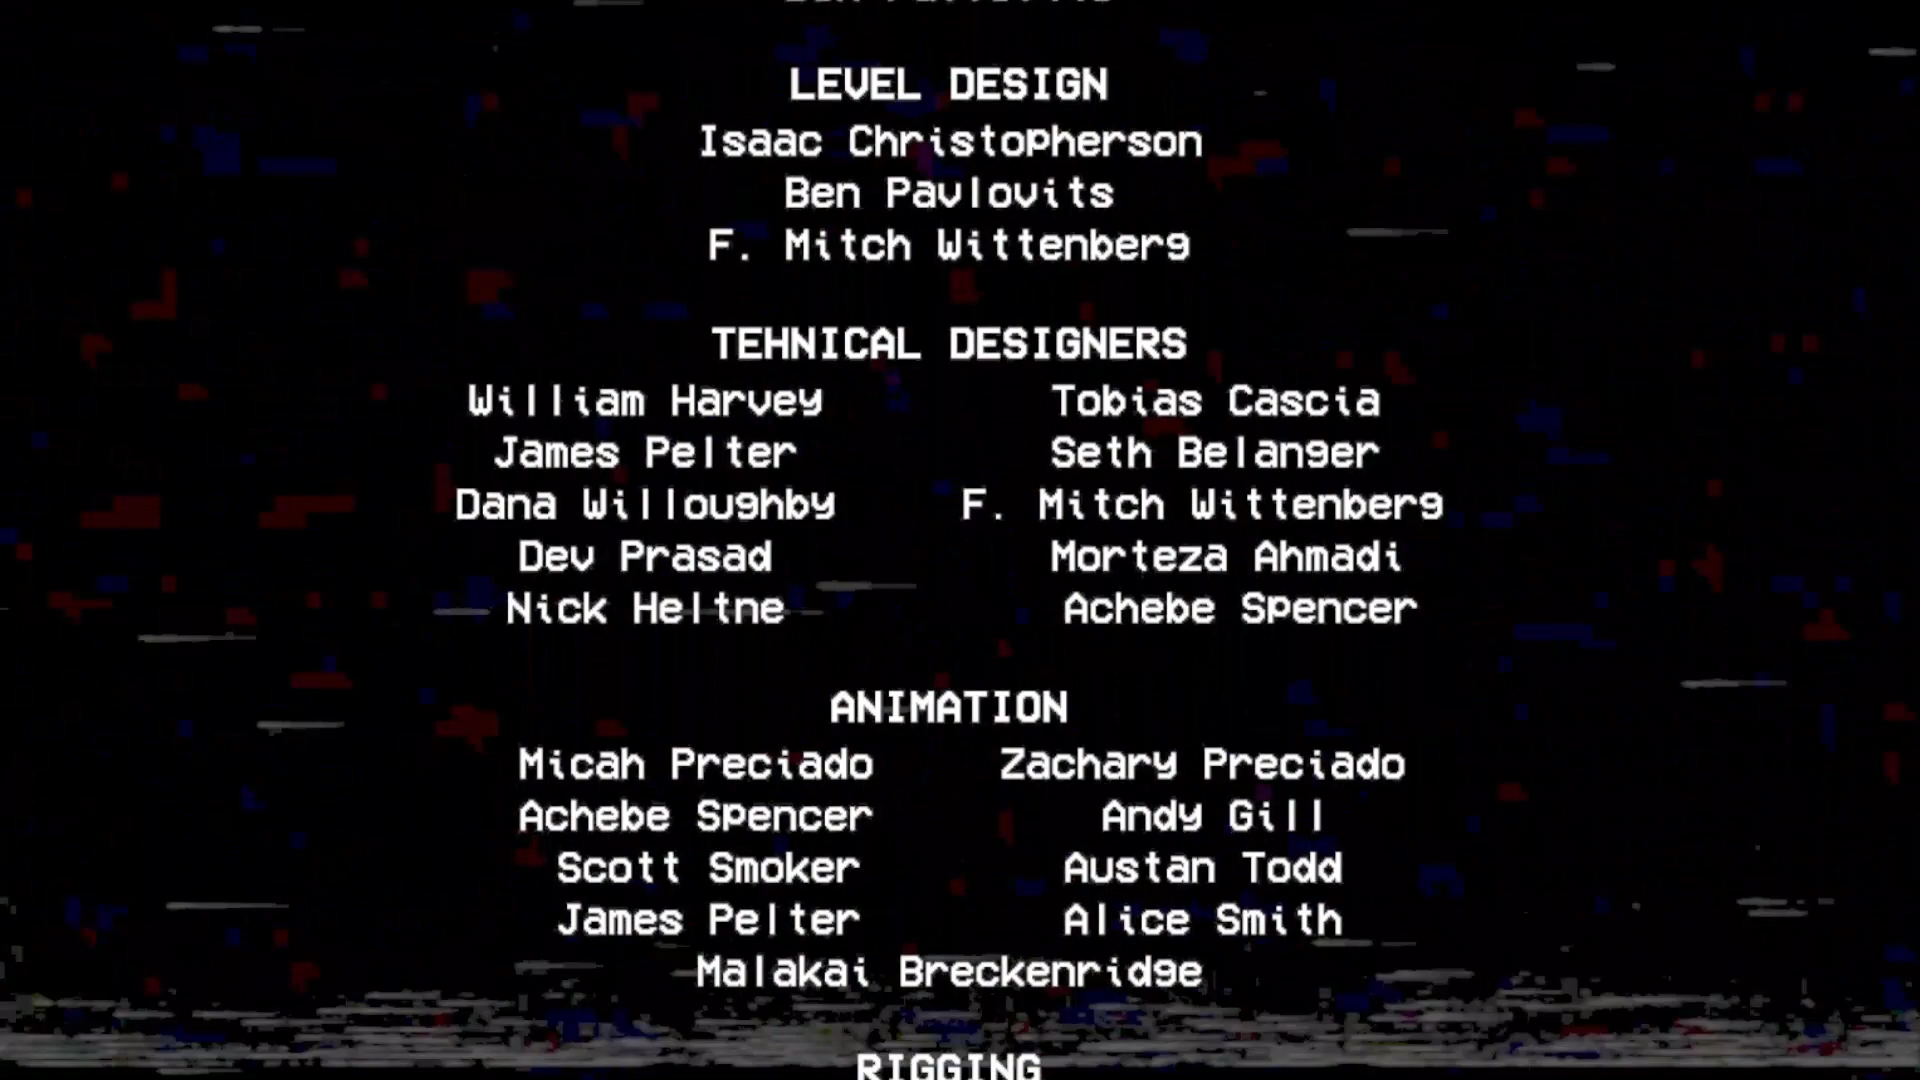 LEVEL DESIGN
Isaac Christopherson
Ben Pavlovits
F. Mitch Wittenberg
TEHNICAL DESIGNERS
William Harvey Tobias Cascia
James Pelter Seth Belanger
Dana Willoughby F. Mitch Wittenberg
Dev Prasad Morteza Ahmadi
Nick Heltne Achebe Spencer
ANIMATION
Micah Preciado Zachary Preciado
Achebe Spencer Andy Gill
Scott Smoker Austan Todd
James Pelter Alice Smith
Malakai Breckenridge
RIGGING